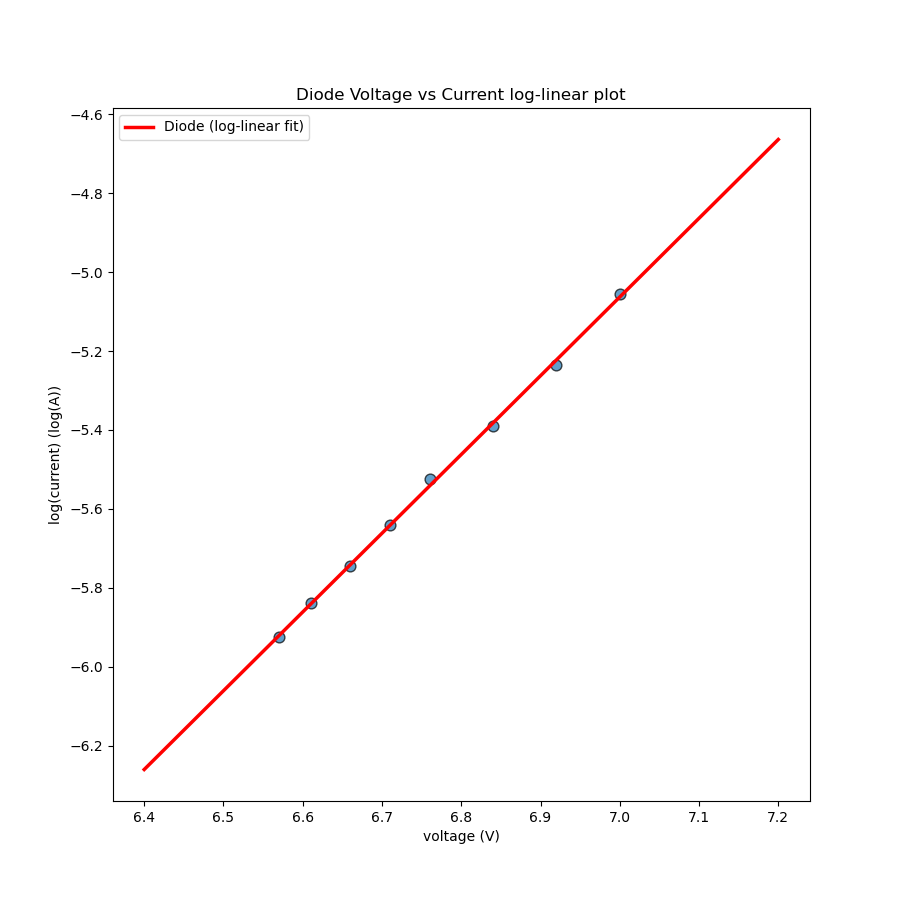 Diode Voltage vs Current log-linear plot
Diode (log-linear fit)
−4.6
−4.8
−5.0
−5.2
−5.4
−5.6
−5.8
−6.0
−6.2
log(current) (log(A))
6.4 6.5 6.6 6.7 6.8 6.9 7.0 7.1 7.2
voltage (V)